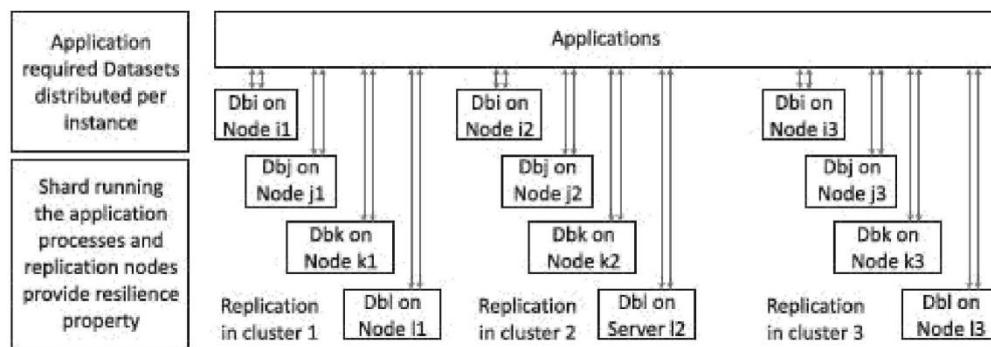 Application
required Datasets
distributed per
instance
Shard running
the application
processes and
replication nodes
provide resilience
property
Applications
Dbi on
Node i1
Dbj on
Node j1
Dbk on
Node k1
Dbl on
Node l1
Replication
in cluster 1
Dbi on
Node i2
Dbj on
Node j2
Dbk on
Node k2
Dbl on
Server l2
Replication
in cluster 2
Dbi on
Node i3
Dbj on
Node j3
Dbk on
Node k3
Dbl on
Node l3
Replication
in cluster 3